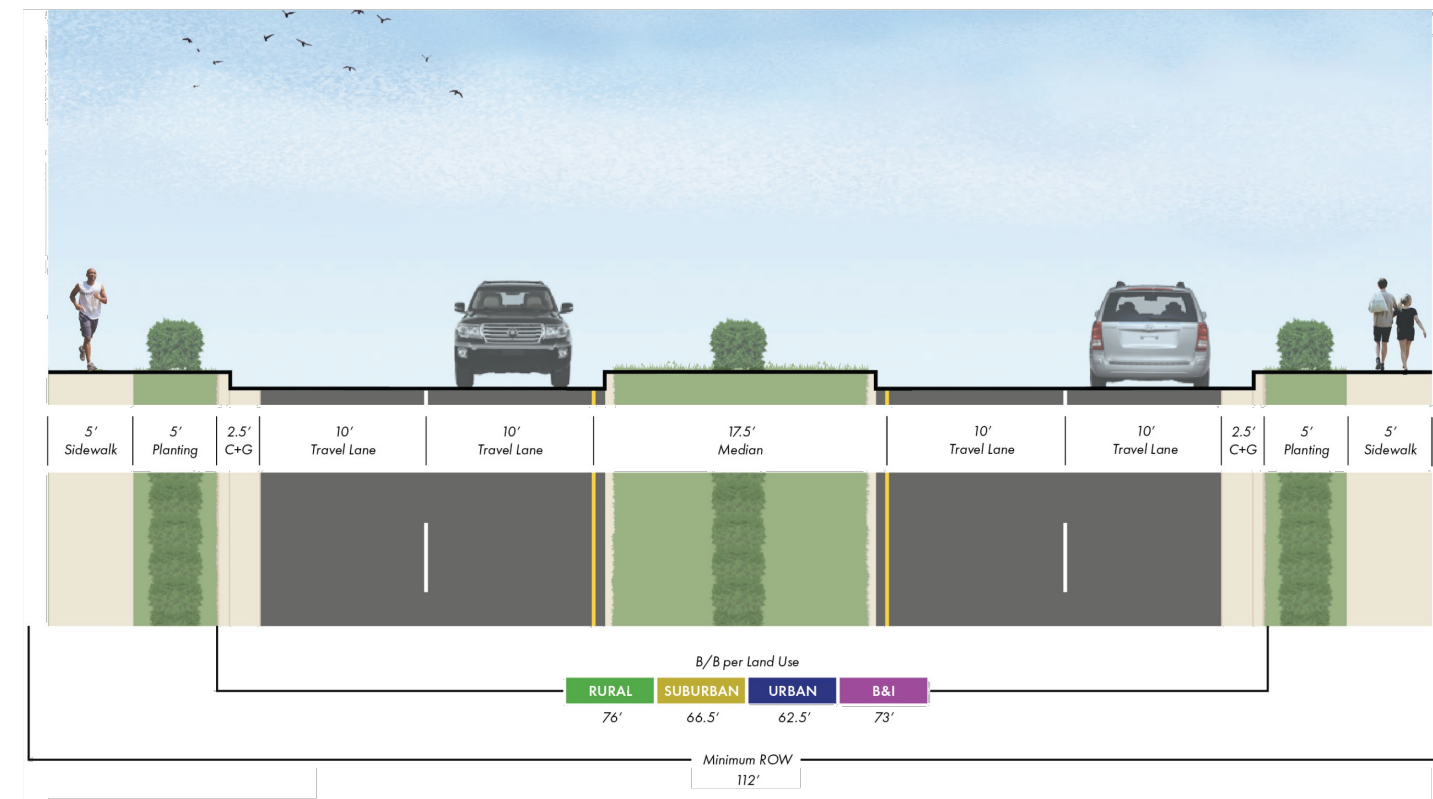 5' 5' 2.5' 10' 10' 17.5' 10' 10' 2.5' 5' 5'
Sidewalk Planting C+G Travel Lane Travel Lane Median Travel Lane Travel Lane C+G Planting Sidewalk
B/B per Land Use
RURAL SUBURBAN URBAN B&I
76' 66.5' 62.5' 73'
Minimum ROW
112'